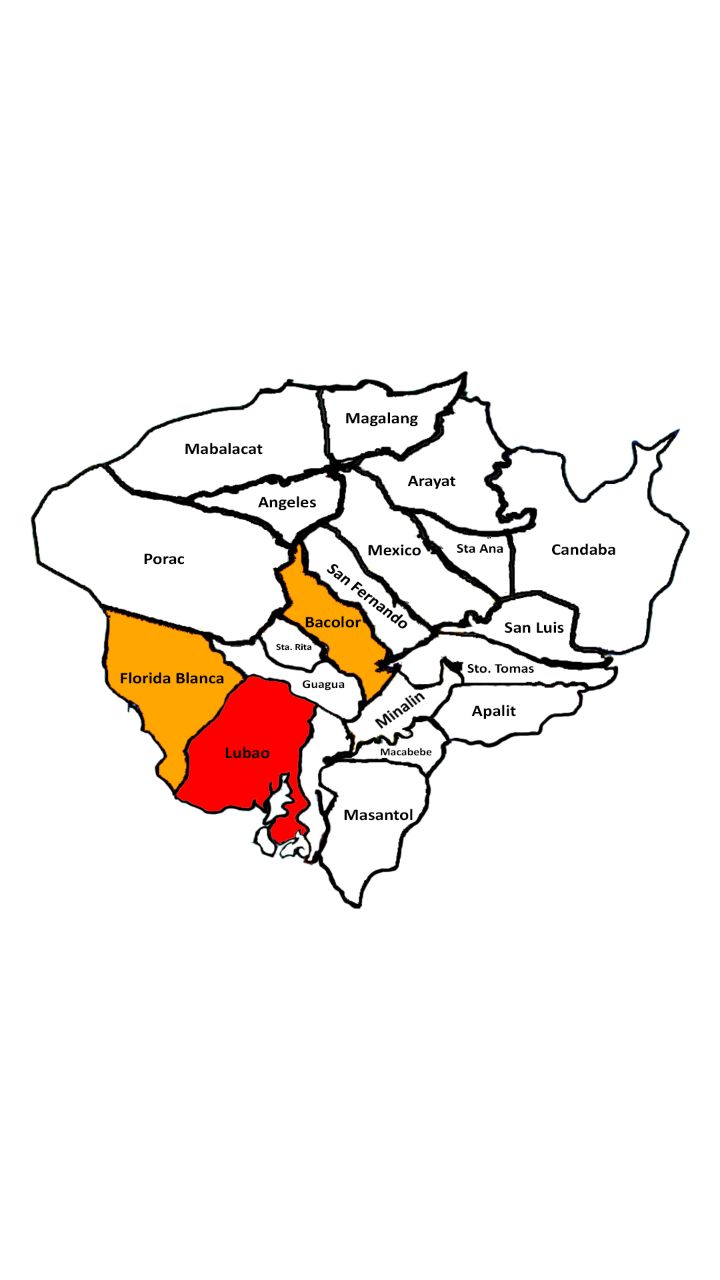 Magalang
Mabalacat
Arayat
Angeles
Mexico
Sta Ana
Candaba
Porac
San Fernando
Bacolor
San Luis
Sta. Rita
Sto. Tomas
Florida Blanca
Guagua
Minalin
Apalit
Lubao
Macabebe
Masantol